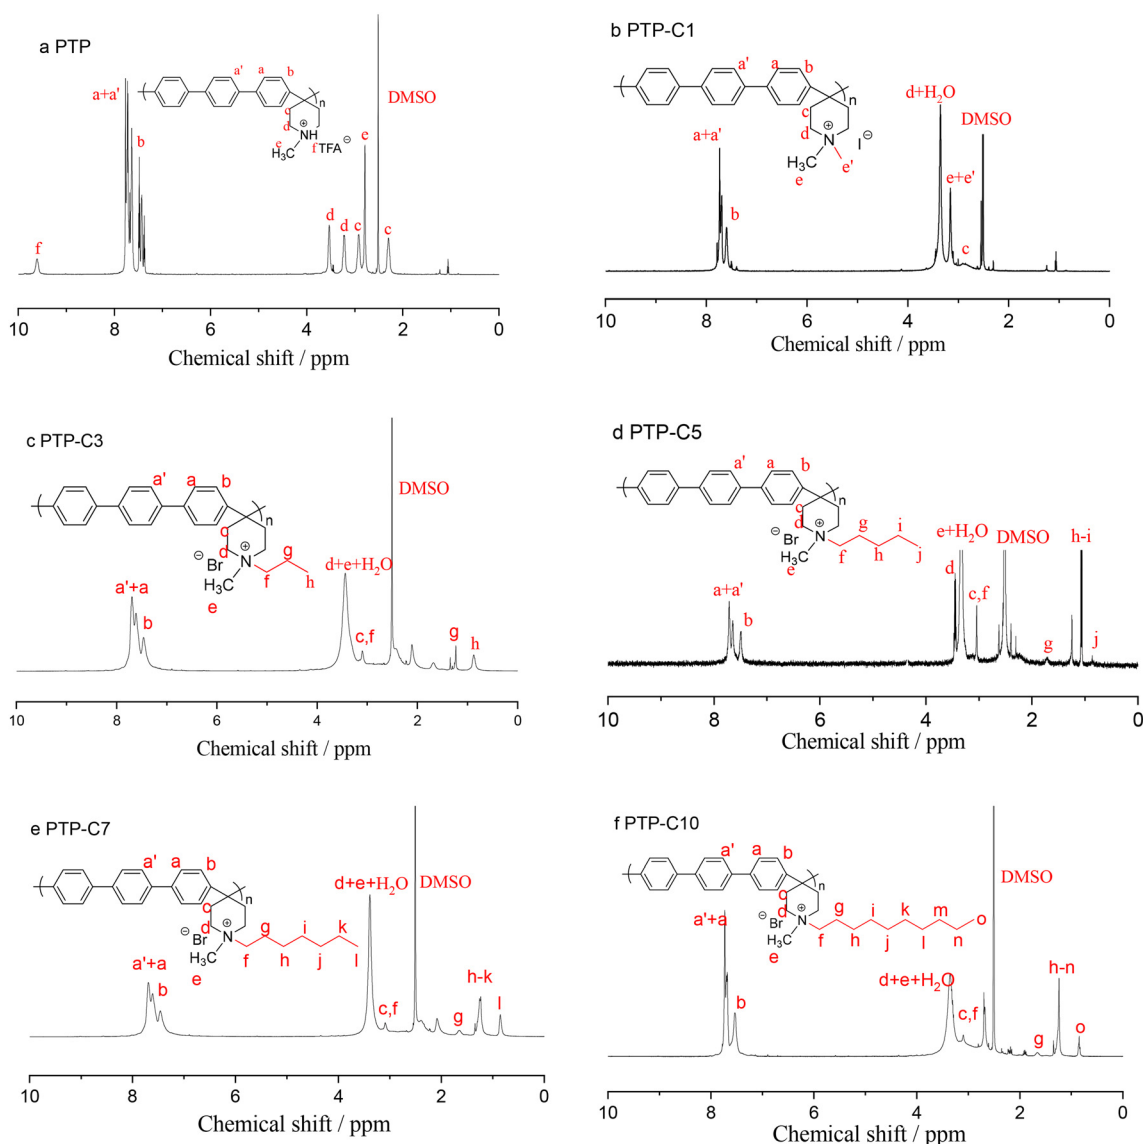 a PTP
a' a b
a+a'
DMSO
n
c
d
⊕
NH
e
H₃C
f TFA⊖
b
e
f
d d c c
10 8 6 4 2 0
Chemical shift / ppm
b PTP-C1
a' a b
d+H₂O
n
c
DMSO
d
⊕
N
I⊖
a+a'
H₃C e'
e
e+e'
b
c
10 8 6 4 2 0
Chemical shift / ppm
c PTP-C3
a' a b
DMSO
n
c
⊖ ⊕
d
Br N g
H₃C f h
e
d+e+H₂O
a'+a
b
c,f
g
h
10 8 6 4 2 0
Chemical shift / ppm
d PTP-C5
a' a b
n
c
d
⊖ ⊕
Br N g i
H₃C f h j
e
e+H₂O
DMSO
h-i
d
a+a'
c,f
b
g j
10 8 6 4 2 0
Chemical shift / ppm
e PTP-C7
a' a b
d+e+H₂O
DMSO
n
c
d
⊖ ⊕
Br N g i k
H₃C f h j l
e
a'+a
b
h-k
c,f
g l
10 8 6 4 2 0
Chemical shift / ppm
f PTP-C10
a' a b
DMSO
n
c
d
⊖ ⊕
Br N g i k m o
H₃C f h j l n
e
a'+a
d+e+H₂O
h-n
b
c,f
g o
10 8 6 4 2 0
Chemical shift / ppm